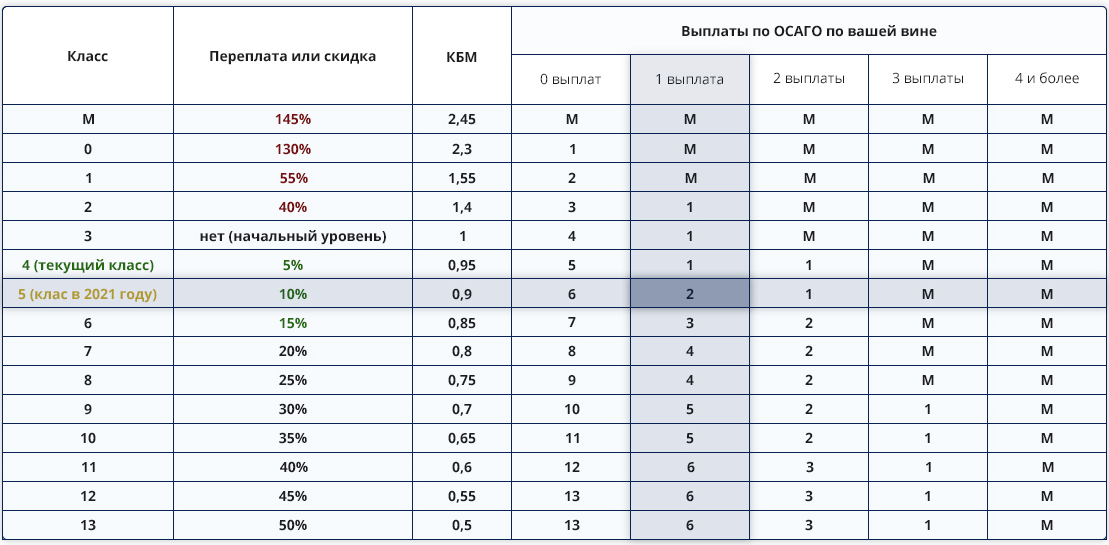 Класс Переплата или скидка КБМ Выплаты по ОСАГО по вашей вине
0 выплат 1 выплата 2 выплаты 3 выплаты 4 и более
М 145% 2,45 М М М М М
0 130% 2,3 1 М М М М
1 55% 1,55 2 М М М М
2 40% 1,4 3 1 М М М
3 нет (начальный уровень) 1 4 1 М М М
4 (текущий класс) 5% 0,95 5 1 1 М М
5 (клас в 2021 году) 10% 0,9 6 2 1 М М
6 15% 0,85 7 3 2 М М
7 20% 0,8 8 4 2 М М
8 25% 0,75 9 4 2 М М
9 30% 0,7 10 5 2 1 М
10 35% 0,65 11 5 2 1 М
11 40% 0,6 12 6 3 1 М
12 45% 0,55 13 6 3 1 М
13 50% 0,5 13 6 3 1 М